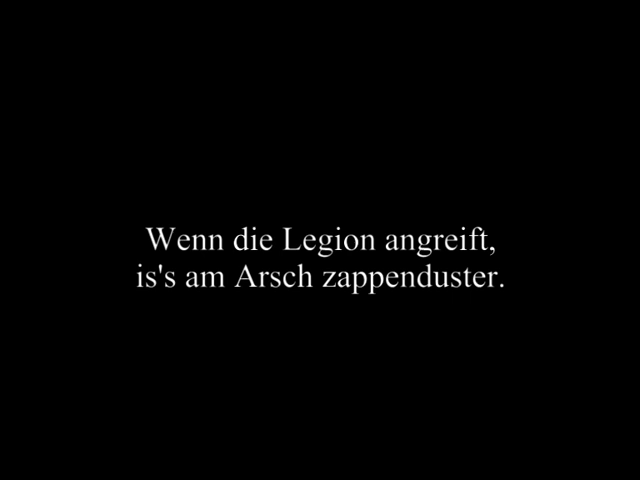 Wenn die Legion angreift,
is's am Arsch zappenduster.